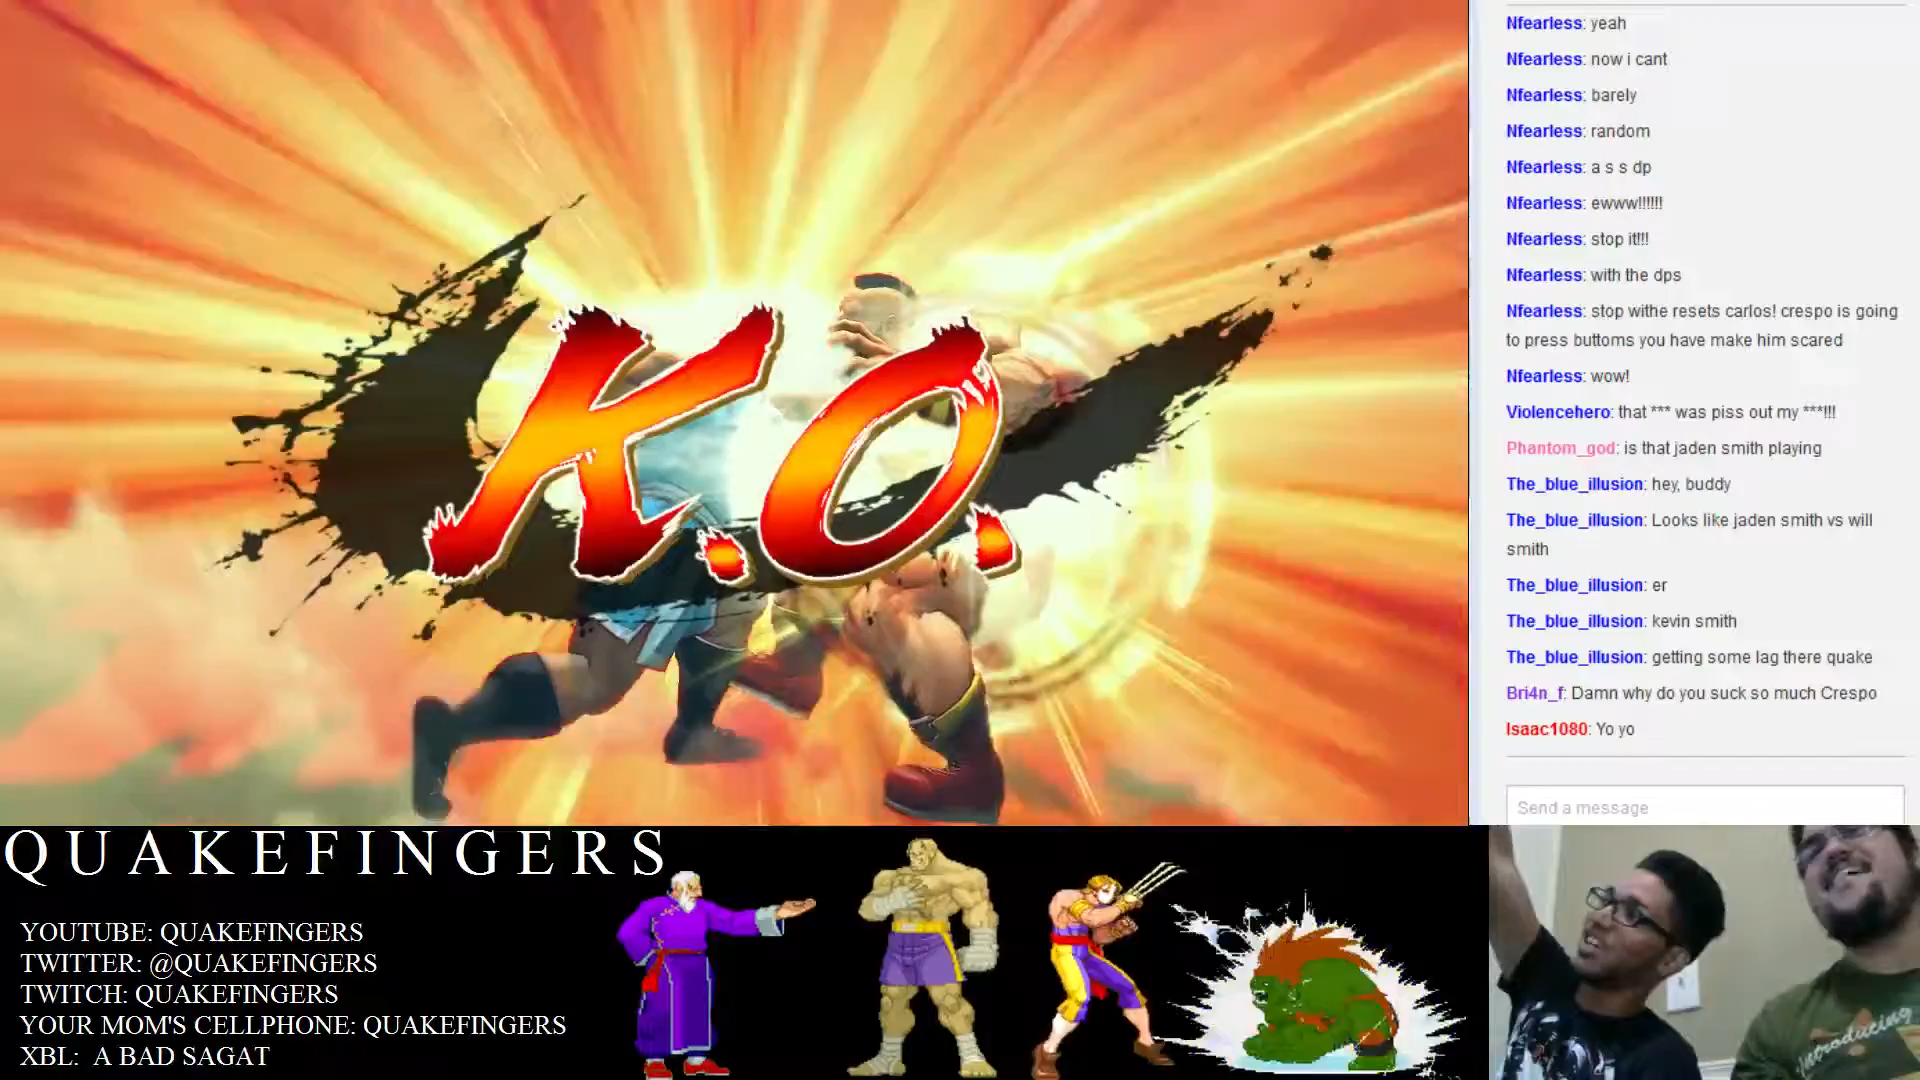 K.O.
Nfearless: yeah
Nfearless: now i cant
Nfearless: barely
Nfearless: random
Nfearless: a s s dp
Nfearless: ewww!!!!!!
Nfearless: stop it!!!
Nfearless: with the dps
Nfearless: stop withe resets carlos! crespo is going
to press buttoms you have make him scared
Nfearless: wow!
Violencehero: that *** was piss out my ***!!!
Phantom_god: is that jaden smith playing
The_blue_illusion: hey, buddy
The_blue_illusion: Looks like jaden smith vs will
smith
The_blue_illusion: er
The_blue_illusion: kevin smith
The_blue_illusion: getting some lag there quake
Bri4n_f: Damn why do you suck so much Crespo
Isaac1080: Yo yo
Send a message
QUAKEFINGERS
YOUTUBE: QUAKEFINGERS
TWITTER: @QUAKEFINGERS
TWITCH: QUAKEFINGERS
YOUR MOM'S CELLPHONE: QUAKEFINGERS
XBL: A BAD SAGAT
introducing